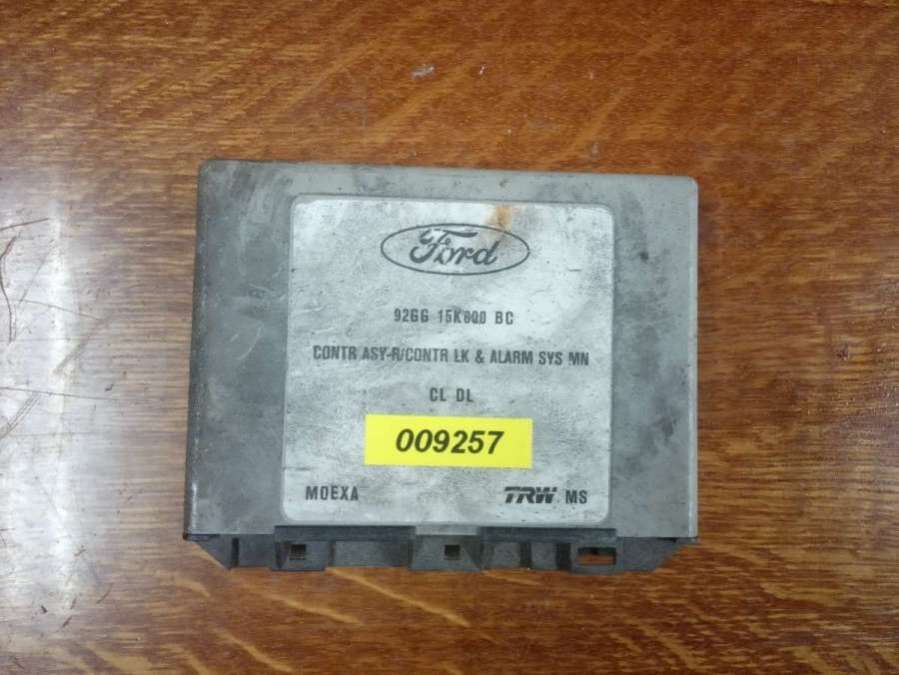 Ford
92GG 15K600 BC
CONTR ASY-R/CONTR LK & ALARM SYS MN
CL DL
009257
MOEXA TRW MS